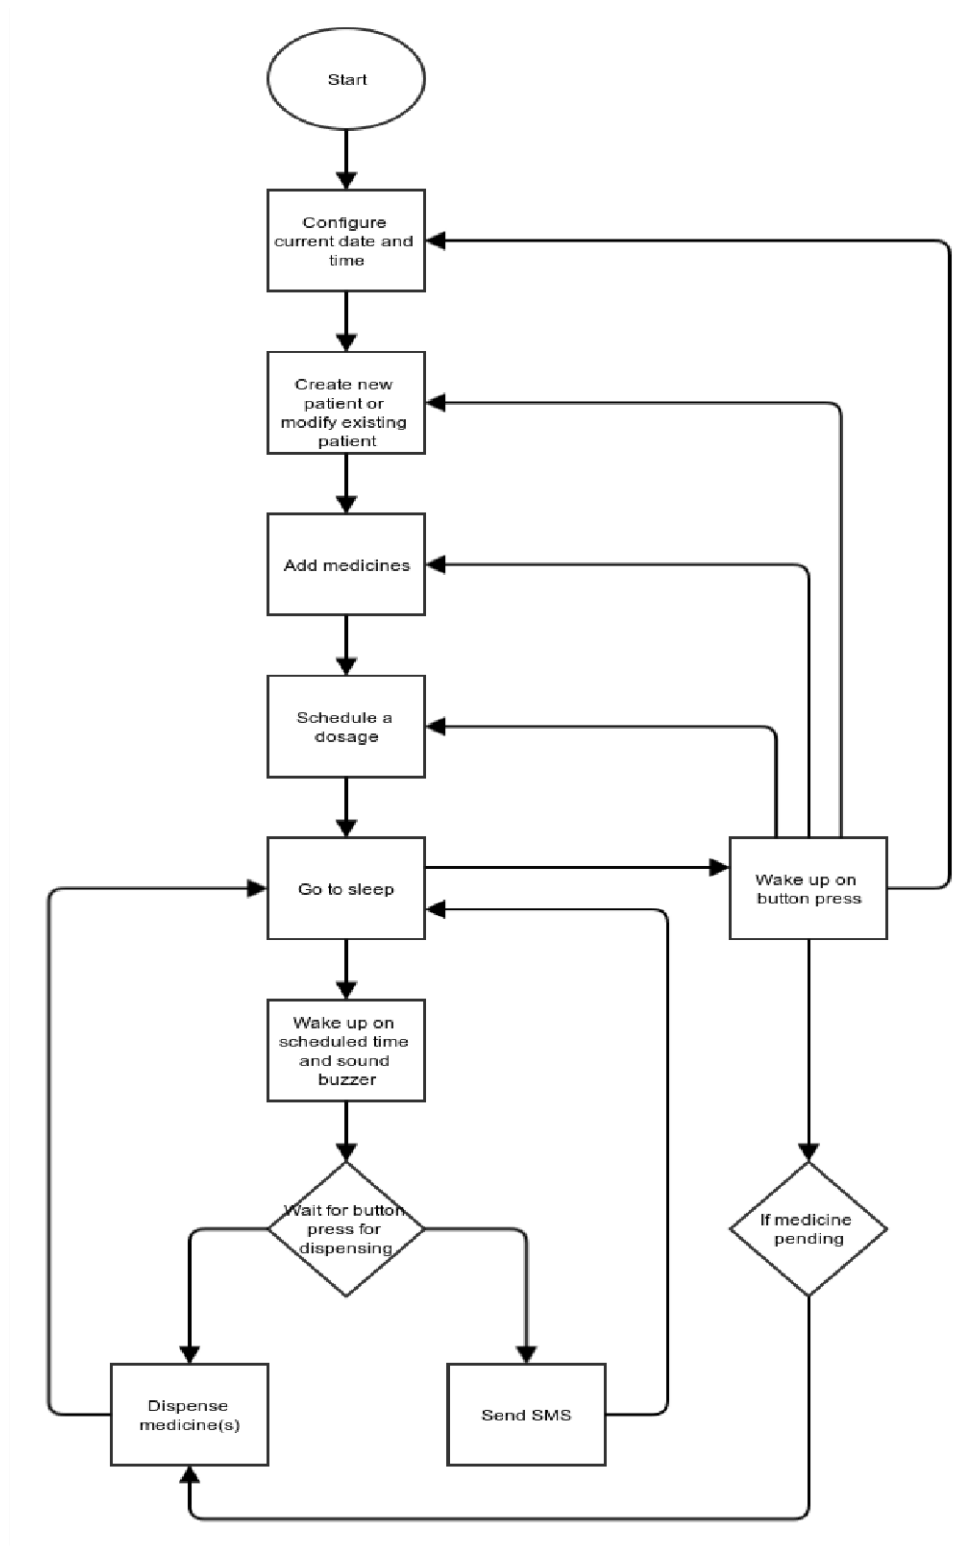 Start
Configure
current date and
time
Create new
patient or
modify existing
patient
Add medicines
Schedule a
dosage
Go to sleep
Wake up on
button press
Wake up on
scheduled time
and sound
buzzer
Wait for button
press for
dispensing
If medicine
pending
Dispense
medicine(s)
Send SMS